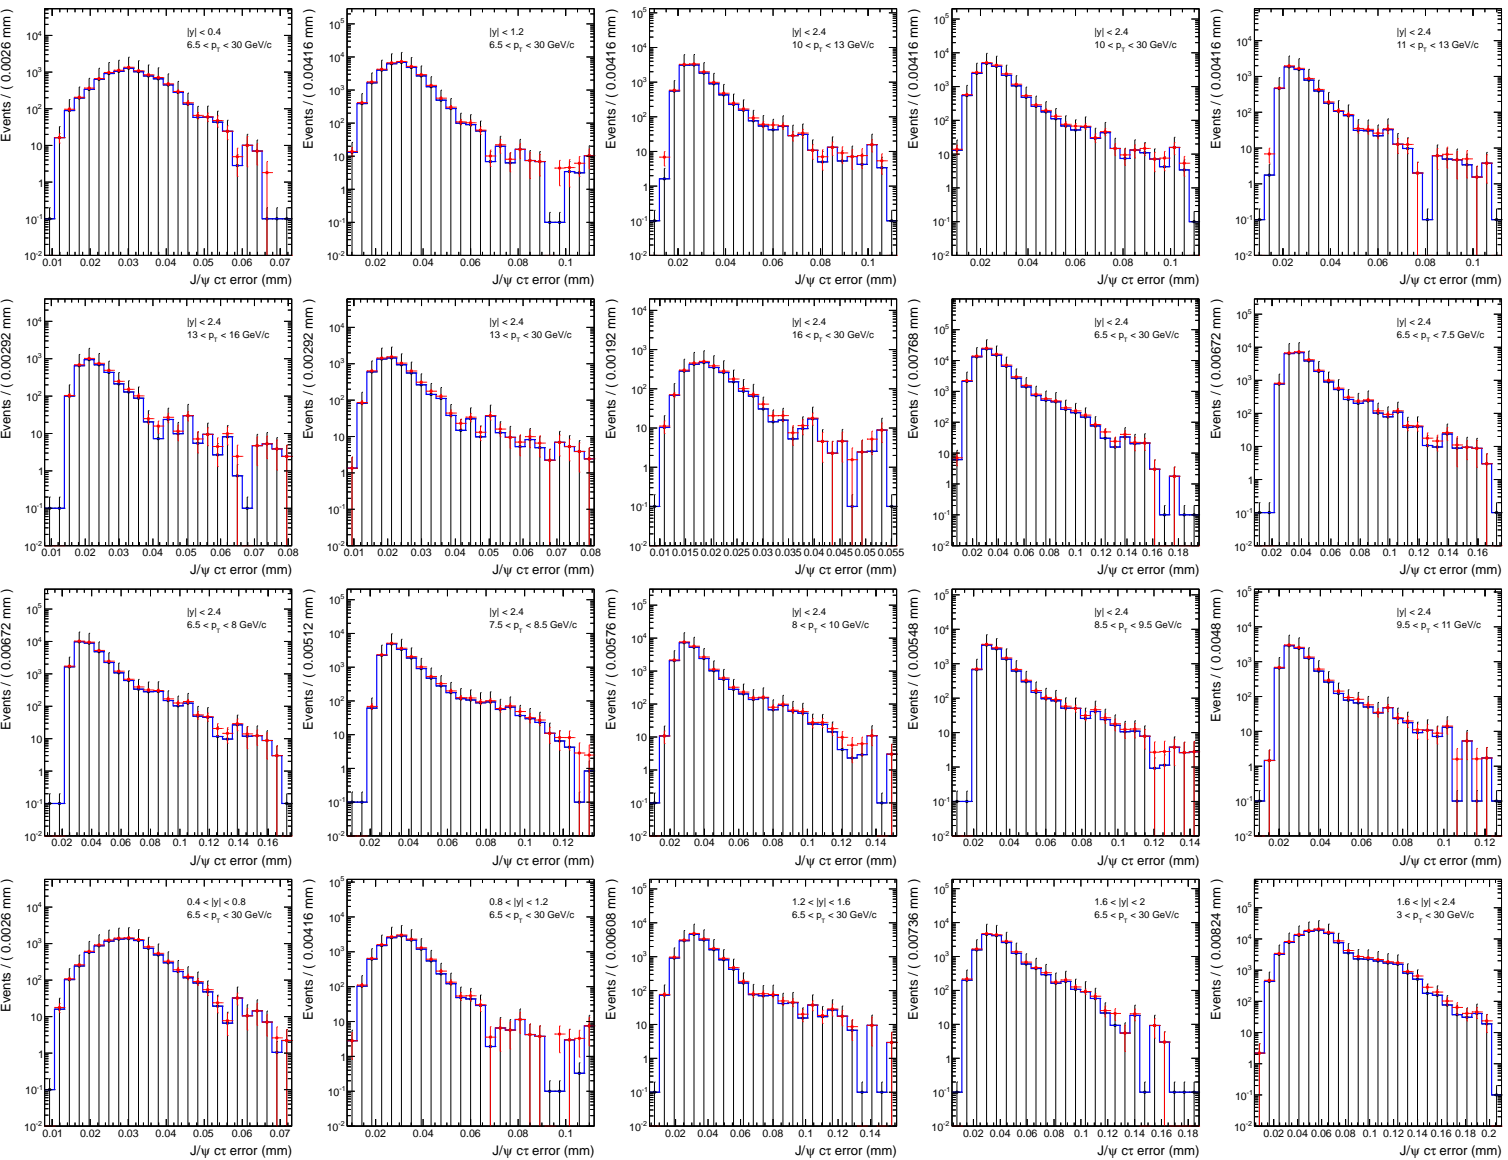 Events / ( 0.0026 mm )
|y| < 0.4
6.5 < p_T < 30 GeV/c
J/ψ cτ error (mm)
Events / ( 0.00416 mm )
|y| < 1.2
6.5 < p_T < 30 GeV/c
J/ψ cτ error (mm)
Events / ( 0.00416 mm )
|y| < 2.4
10 < p_T < 13 GeV/c
J/ψ cτ error (mm)
Events / ( 0.00416 mm )
|y| < 2.4
10 < p_T < 30 GeV/c
J/ψ cτ error (mm)
Events / ( 0.00416 mm )
|y| < 2.4
11 < p_T < 13 GeV/c
J/ψ cτ error (mm)
Events / ( 0.00292 mm )
|y| < 2.4
13 < p_T < 16 GeV/c
J/ψ cτ error (mm)
Events / ( 0.00292 mm )
|y| < 2.4
13 < p_T < 30 GeV/c
J/ψ cτ error (mm)
Events / ( 0.00192 mm )
|y| < 2.4
16 < p_T < 30 GeV/c
J/ψ cτ error (mm)
Events / ( 0.00768 mm )
|y| < 2.4
6.5 < p_T < 30 GeV/c
J/ψ cτ error (mm)
Events / ( 0.00672 mm )
|y| < 2.4
6.5 < p_T < 7.5 GeV/c
J/ψ cτ error (mm)
Events / ( 0.00672 mm )
|y| < 2.4
6.5 < p_T < 8 GeV/c
J/ψ cτ error (mm)
Events / ( 0.00512 mm )
|y| < 2.4
7.5 < p_T < 8.5 GeV/c
J/ψ cτ error (mm)
Events / ( 0.00576 mm )
|y| < 2.4
8 < p_T < 10 GeV/c
J/ψ cτ error (mm)
Events / ( 0.00548 mm )
|y| < 2.4
8.5 < p_T < 9.5 GeV/c
J/ψ cτ error (mm)
Events / ( 0.0048 mm )
|y| < 2.4
9.5 < p_T < 11 GeV/c
J/ψ cτ error (mm)
Events / ( 0.0026 mm )
0.4 < |y| < 0.8
6.5 < p_T < 30 GeV/c
J/ψ cτ error (mm)
Events / ( 0.00416 mm )
0.8 < |y| < 1.2
6.5 < p_T < 30 GeV/c
J/ψ cτ error (mm)
Events / ( 0.00608 mm )
1.2 < |y| < 1.6
6.5 < p_T < 30 GeV/c
J/ψ cτ error (mm)
Events / ( 0.00736 mm )
1.6 < |y| < 2
6.5 < p_T < 30 GeV/c
J/ψ cτ error (mm)
Events / ( 0.00824 mm )
1.6 < |y| < 2.4
3 < p_T < 30 GeV/c
J/ψ cτ error (mm)